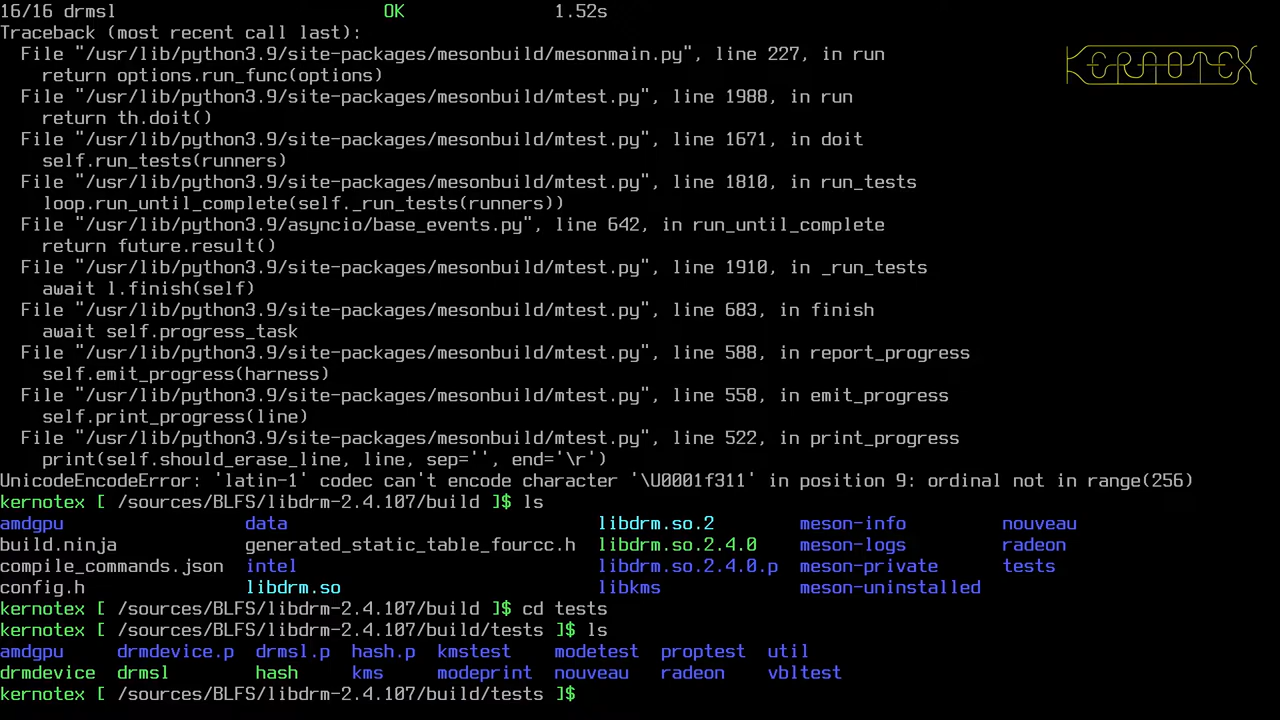 16/16 drmsl                         OK              1.52s
KERNOTEX
Traceback (most recent call last):
  File "/usr/lib/python3.9/site-packages/mesonbuild/mesonmain.py", line 227, in run
    return options.run_func(options)
  File "/usr/lib/python3.9/site-packages/mesonbuild/mtest.py", line 1988, in run
    return th.doit()
  File "/usr/lib/python3.9/site-packages/mesonbuild/mtest.py", line 1671, in doit
    self.run_tests(runners)
  File "/usr/lib/python3.9/site-packages/mesonbuild/mtest.py", line 1810, in run_tests
    loop.run_until_complete(self._run_tests(runners))
  File "/usr/lib/python3.9/asyncio/base_events.py", line 642, in run_until_complete
    return future.result()
  File "/usr/lib/python3.9/site-packages/mesonbuild/mtest.py", line 1910, in _run_tests
    await l.finish(self)
  File "/usr/lib/python3.9/site-packages/mesonbuild/mtest.py", line 683, in finish
    await self.progress_task
  File "/usr/lib/python3.9/site-packages/mesonbuild/mtest.py", line 588, in report_progress
    self.emit_progress(harness)
  File "/usr/lib/python3.9/site-packages/mesonbuild/mtest.py", line 558, in emit_progress
    self.print_progress(line)
  File "/usr/lib/python3.9/site-packages/mesonbuild/mtest.py", line 522, in print_progress
    print(self.should_erase_line, line, sep='', end='\r')
UnicodeEncodeError: 'latin-1' codec can't encode character '\U0001f311' in position 9: ordinal not in range(256)
kernotex [ /sources/BLFS/libdrm-2.4.107/build ]$ ls
amdgpu                 data                             libdrm.so.2        meson-info         nouveau
build.ninja            generated_static_table_fourcc.h  libdrm.so.2.4.0    meson-logs         radeon
compile_commands.json  intel                            libdrm.so.2.4.0.p  meson-private      tests
config.h               libdrm.so                        libkms             meson-uninstalled
kernotex [ /sources/BLFS/libdrm-2.4.107/build ]$ cd tests
kernotex [ /sources/BLFS/libdrm-2.4.107/build/tests ]$ ls
amdgpu     drmdevice.p  drmsl.p  hash.p  kmstest    modetest  proptest  util
drmdevice  drmsl        hash     kms     modeprint  nouveau   radeon    vbltest
kernotex [ /sources/BLFS/libdrm-2.4.107/build/tests ]$